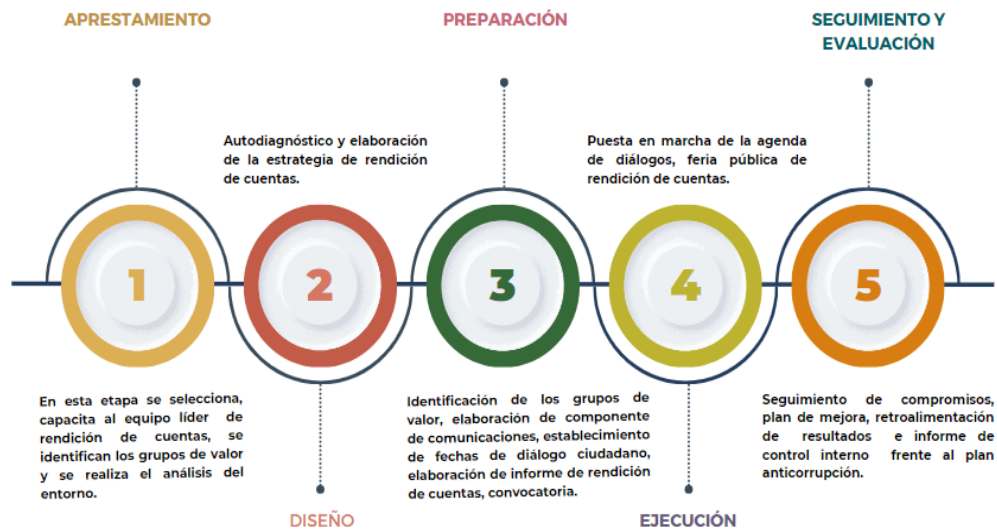 APRESTAMIENTO
PREPARACIÓN
SEGUIMIENTO Y
EVALUACIÓN
Autodiagnóstico y elaboración
de la estrategia de rendición
de cuentas.
Puesta en marcha de la agenda
de diálogos, feria pública de
rendición de cuentas.
1
2
3
4
5
En esta etapa se selecciona,
capacita al equipo líder de
rendición de cuentas, se
identifican los grupos de valor
y se realiza el análisis del
entorno.
Identificación de los grupos de
valor, elaboración de componente
de comunicaciones, establecimiento
de fechas de diálogo ciudadano,
elaboración de informe de rendición
de cuentas, convocatoria.
Seguimiento de compromisos,
plan de mejora, retroalimentación
de resultados e informe de
control interno frente al plan
anticorrupción.
DISEÑO
EJECUCIÓN